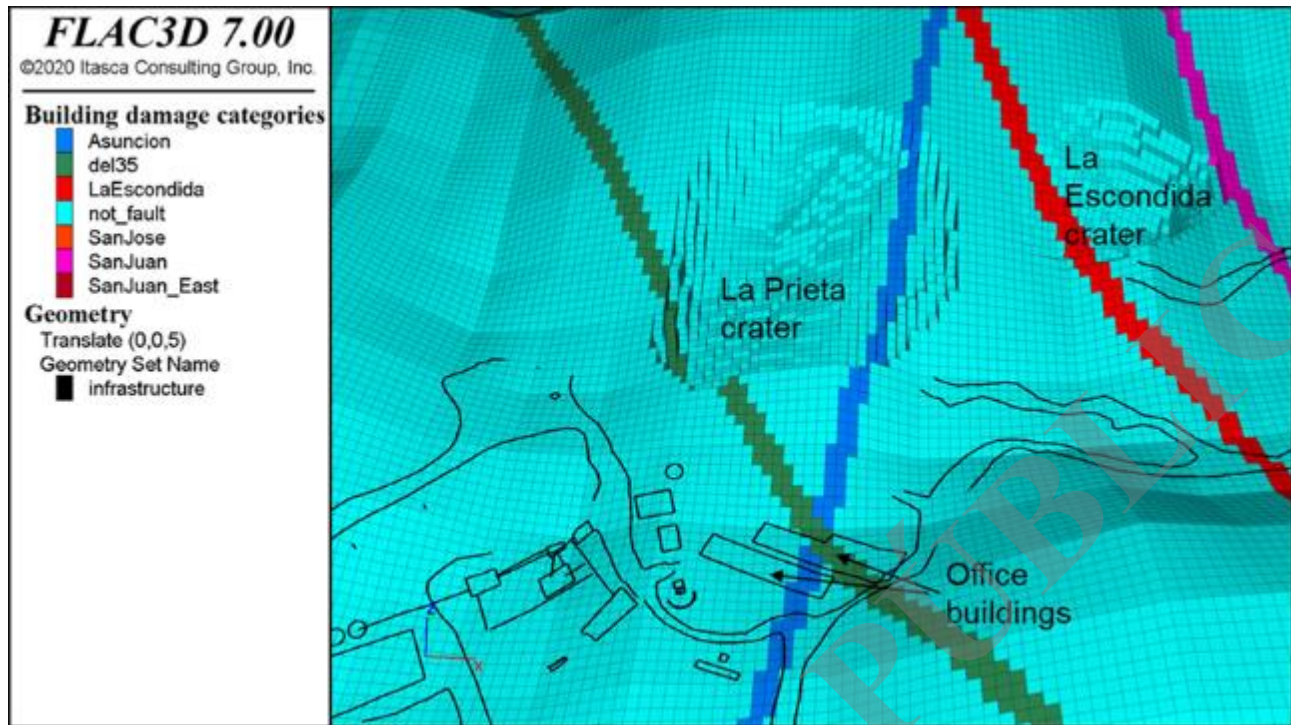 FLAC3D 7.00
©2020 Itasca Consulting Group, Inc.
Building damage categories
Asuncion
del35
LaEscondida
not_fault
SanJose
SanJuan
SanJuan_East
Geometry
Translate (0,0,5)
Geometry Set Name
infrastructure
La
Escondida
crater
La Prieta
crater
Office
buildings
X
PUBLIC